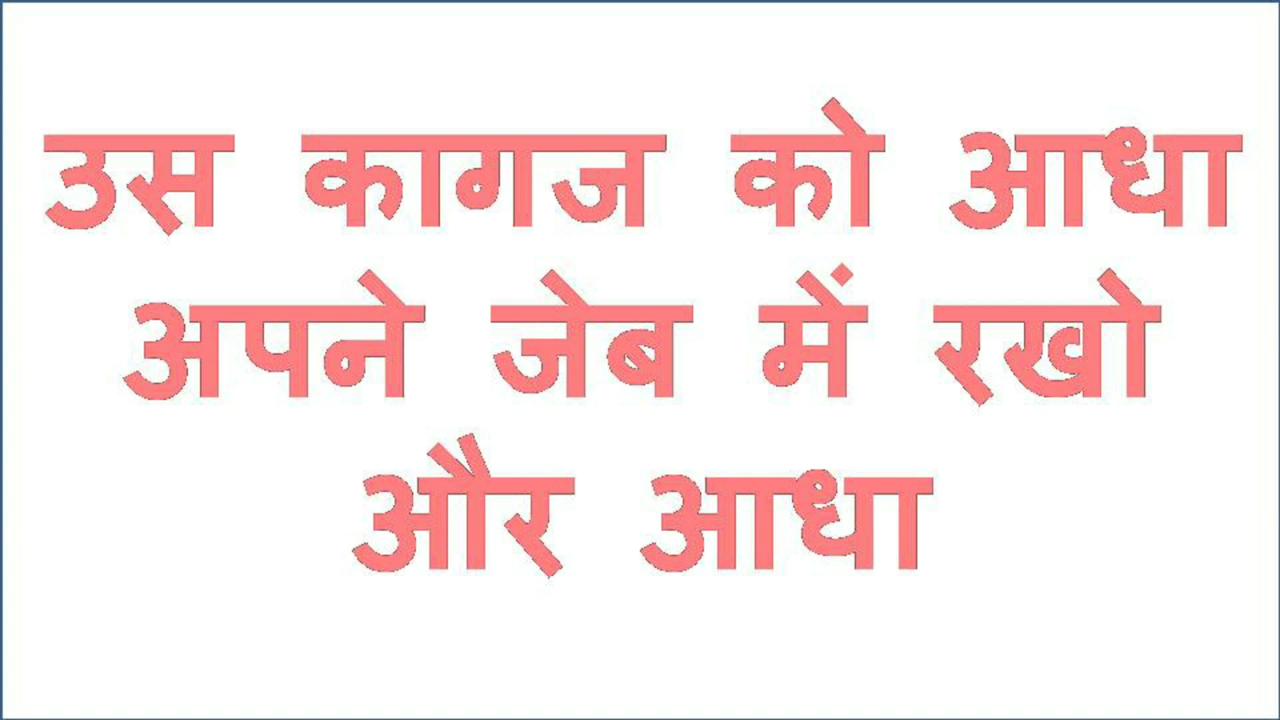 उस कागज को आधा
अपने जेब में रखो
और आधा